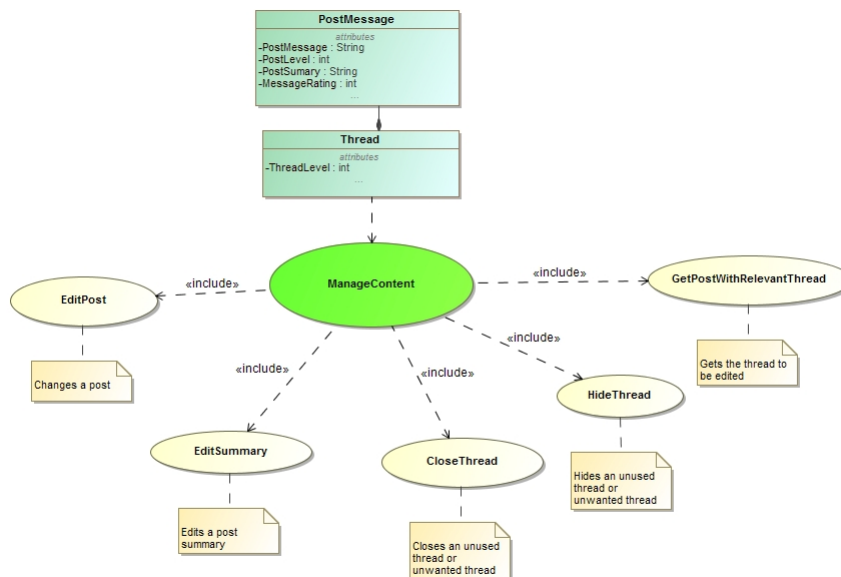 PostMessage
attributes
-PostMessage : String
-PostLevel : int
-PostSumary : String
-MessageRating : int
...
Thread
attributes
-ThreadLevel : int
...
ManageContent
«include»
«include»
«include»
«include»
«include»
EditPost
GetPostWithRelevantThread
Changes a post
Gets the thread to
be edited
HideThread
EditSummary
CloseThread
Hides an unused
thread or
unwanted thread
Edits a post
summary
Closes an unused
thread or
unwanted thread